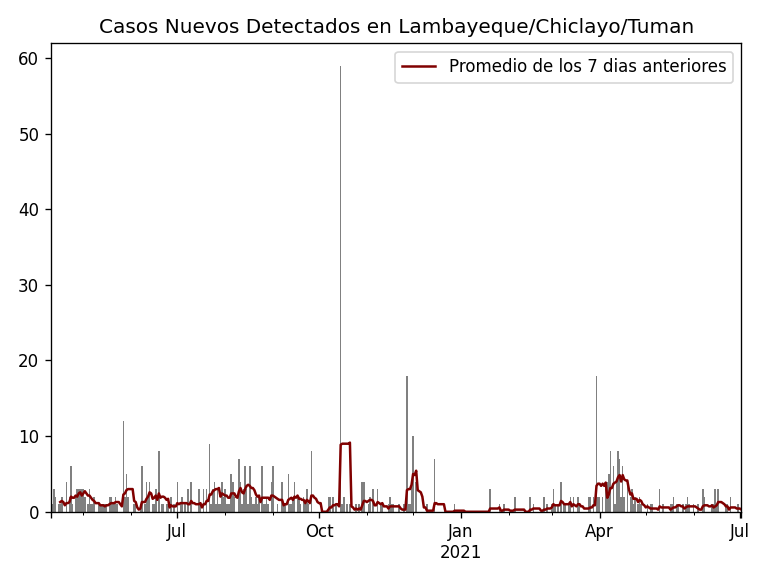 Casos Nuevos Detectados en Lambayeque/Chiclayo/Tuman
Promedio de los 7 dias anteriores
60
50
40
30
20
10
0
Jul
Oct
Jan
2021
Apr
Jul